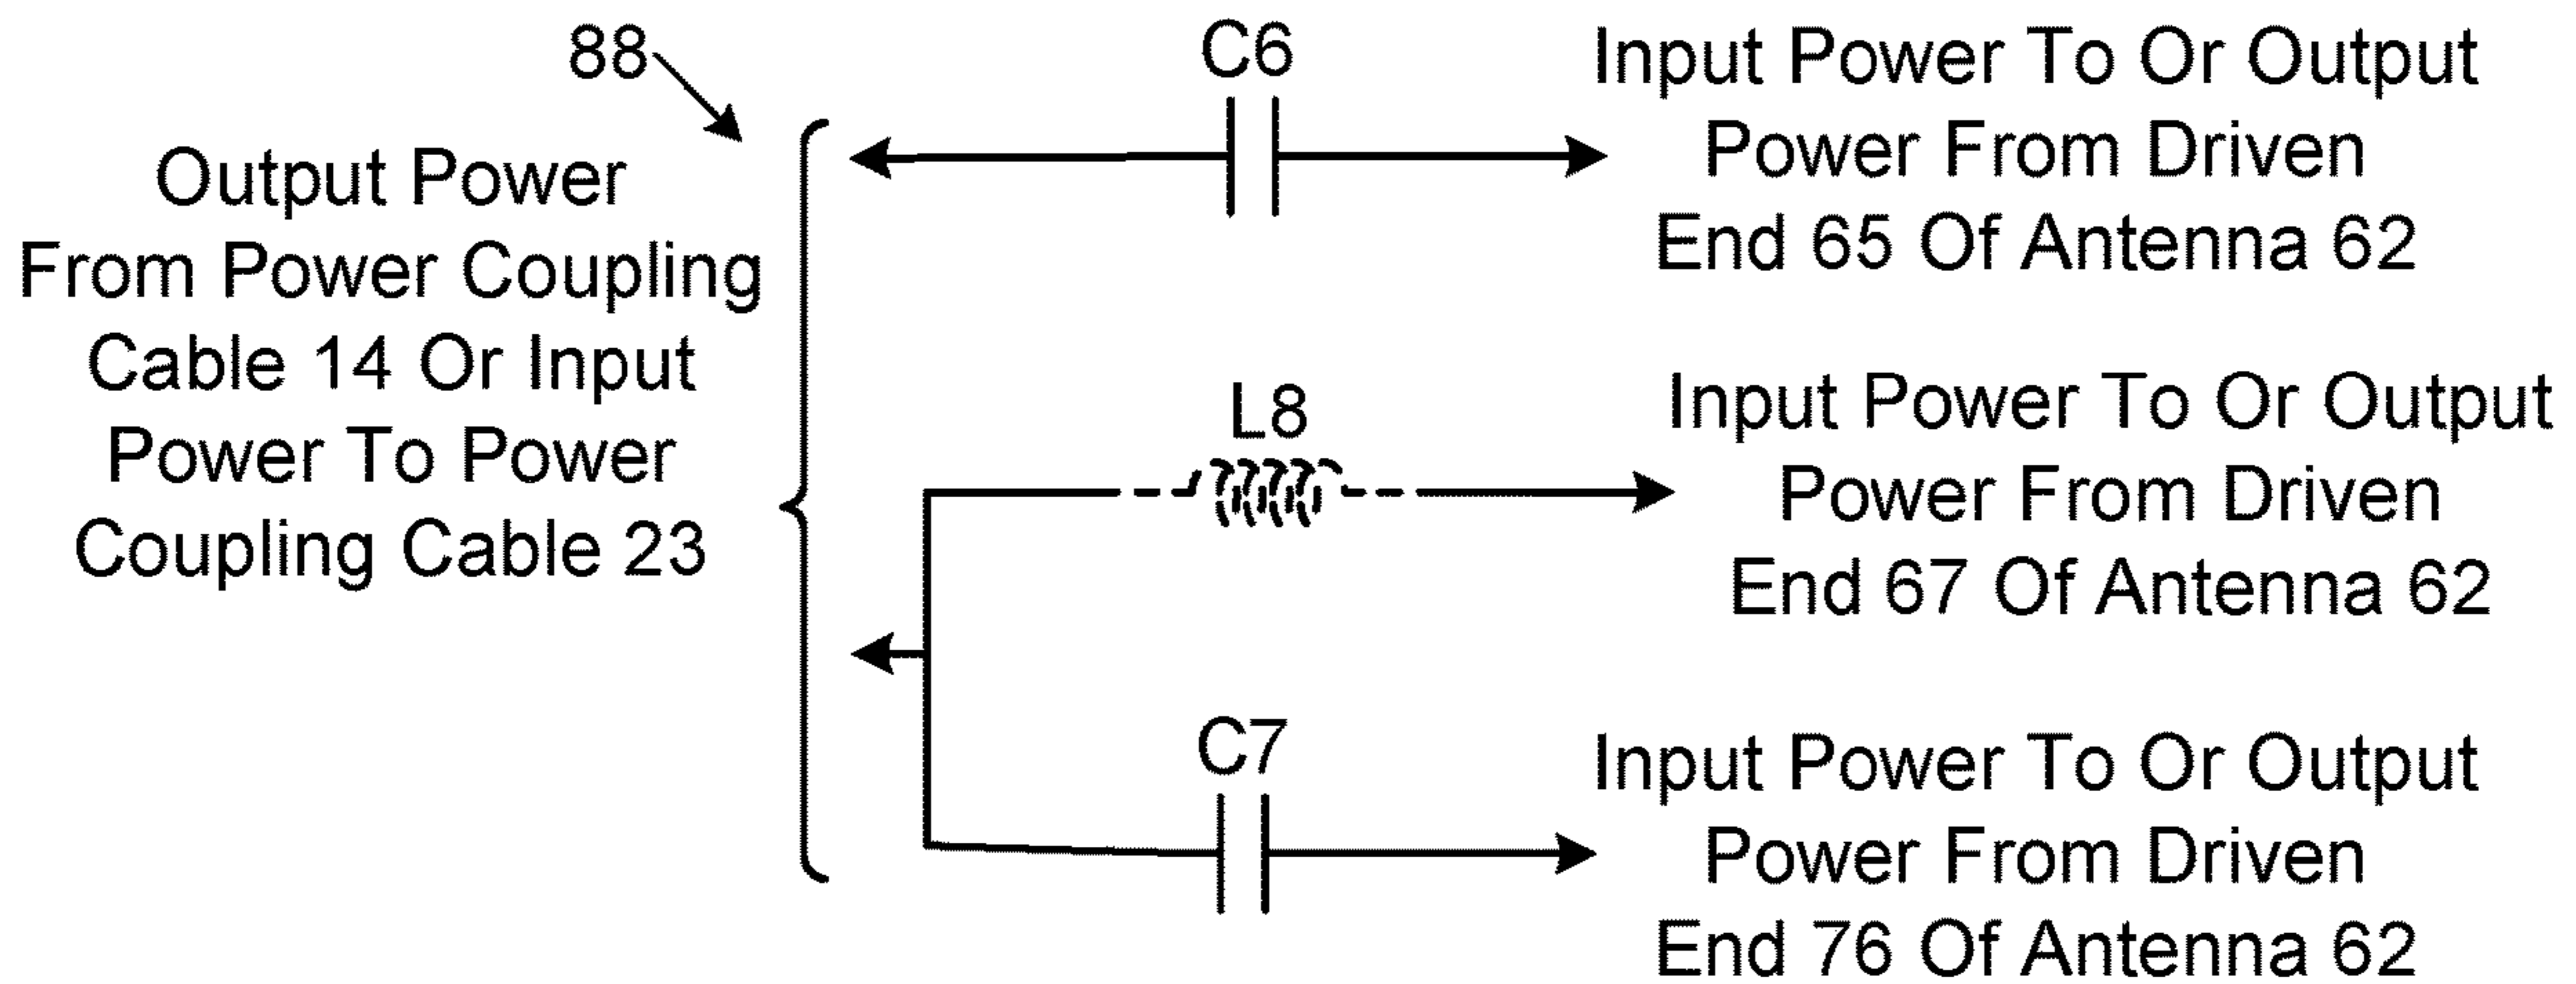 88
Output Power
From Power Coupling
Cable 14 Or Input
Power To Power
Coupling Cable 23
C6
Input Power To Or Output
Power From Driven
End 65 Of Antenna 62
L8
Input Power To Or Output
Power From Driven
End 67 Of Antenna 62
C7
Input Power To Or Output
Power From Driven
End 76 Of Antenna 62